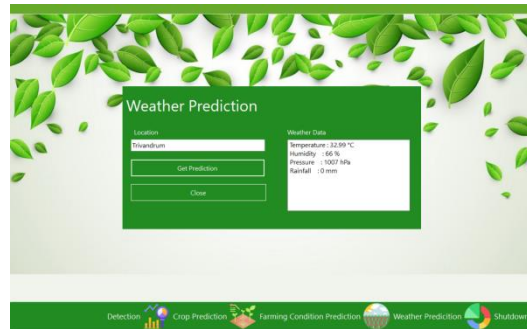 Weather Prediction
Location
Weather Data
Trivandrum
Temperature : 32.99 °C
Humidity : 66 %
Pressure : 1007 hPa
Rainfall : 0 mm
Get Prediction
Close
Detection Crop Prediction Farming Condition Prediction Weather Predicition Shutdown